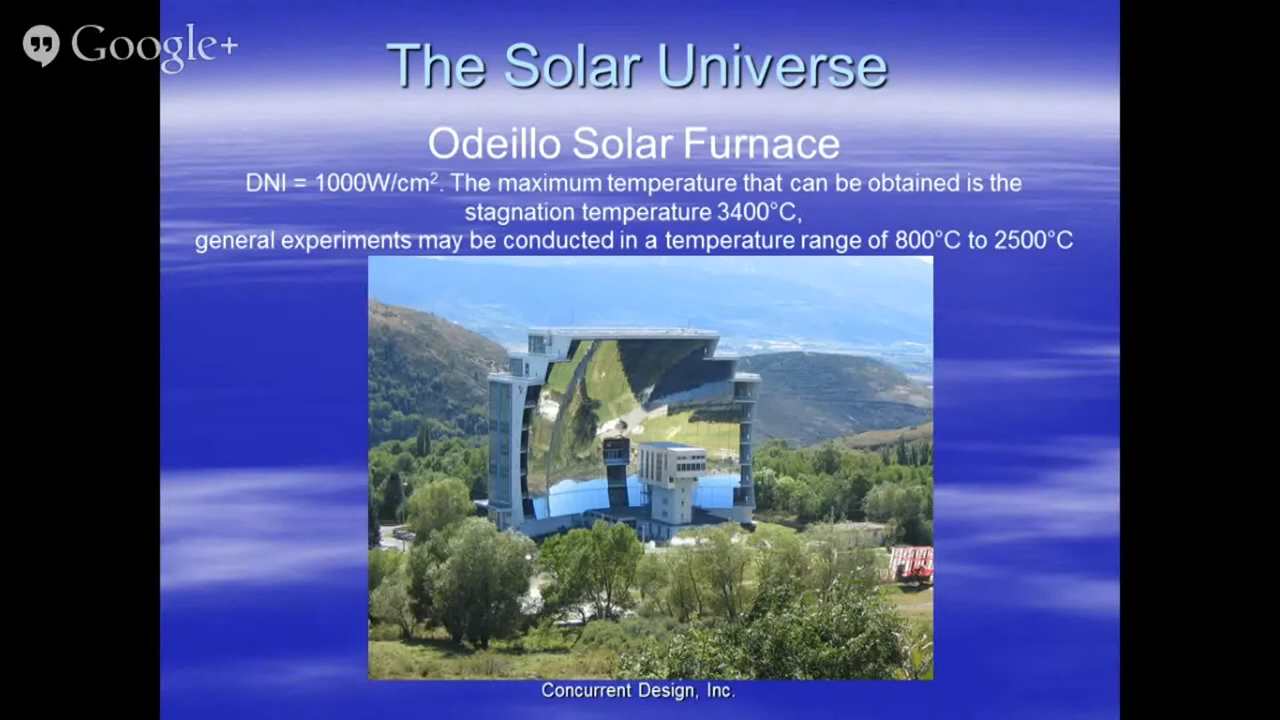 Google+
The Solar Universe
Odeillo Solar Furnace
DNI = 1000W/cm². The maximum temperature that can be obtained is the
stagnation temperature 3400°C,
general experiments may be conducted in a temperature range of 800°C to 2500°C
Concurrent Design, Inc.